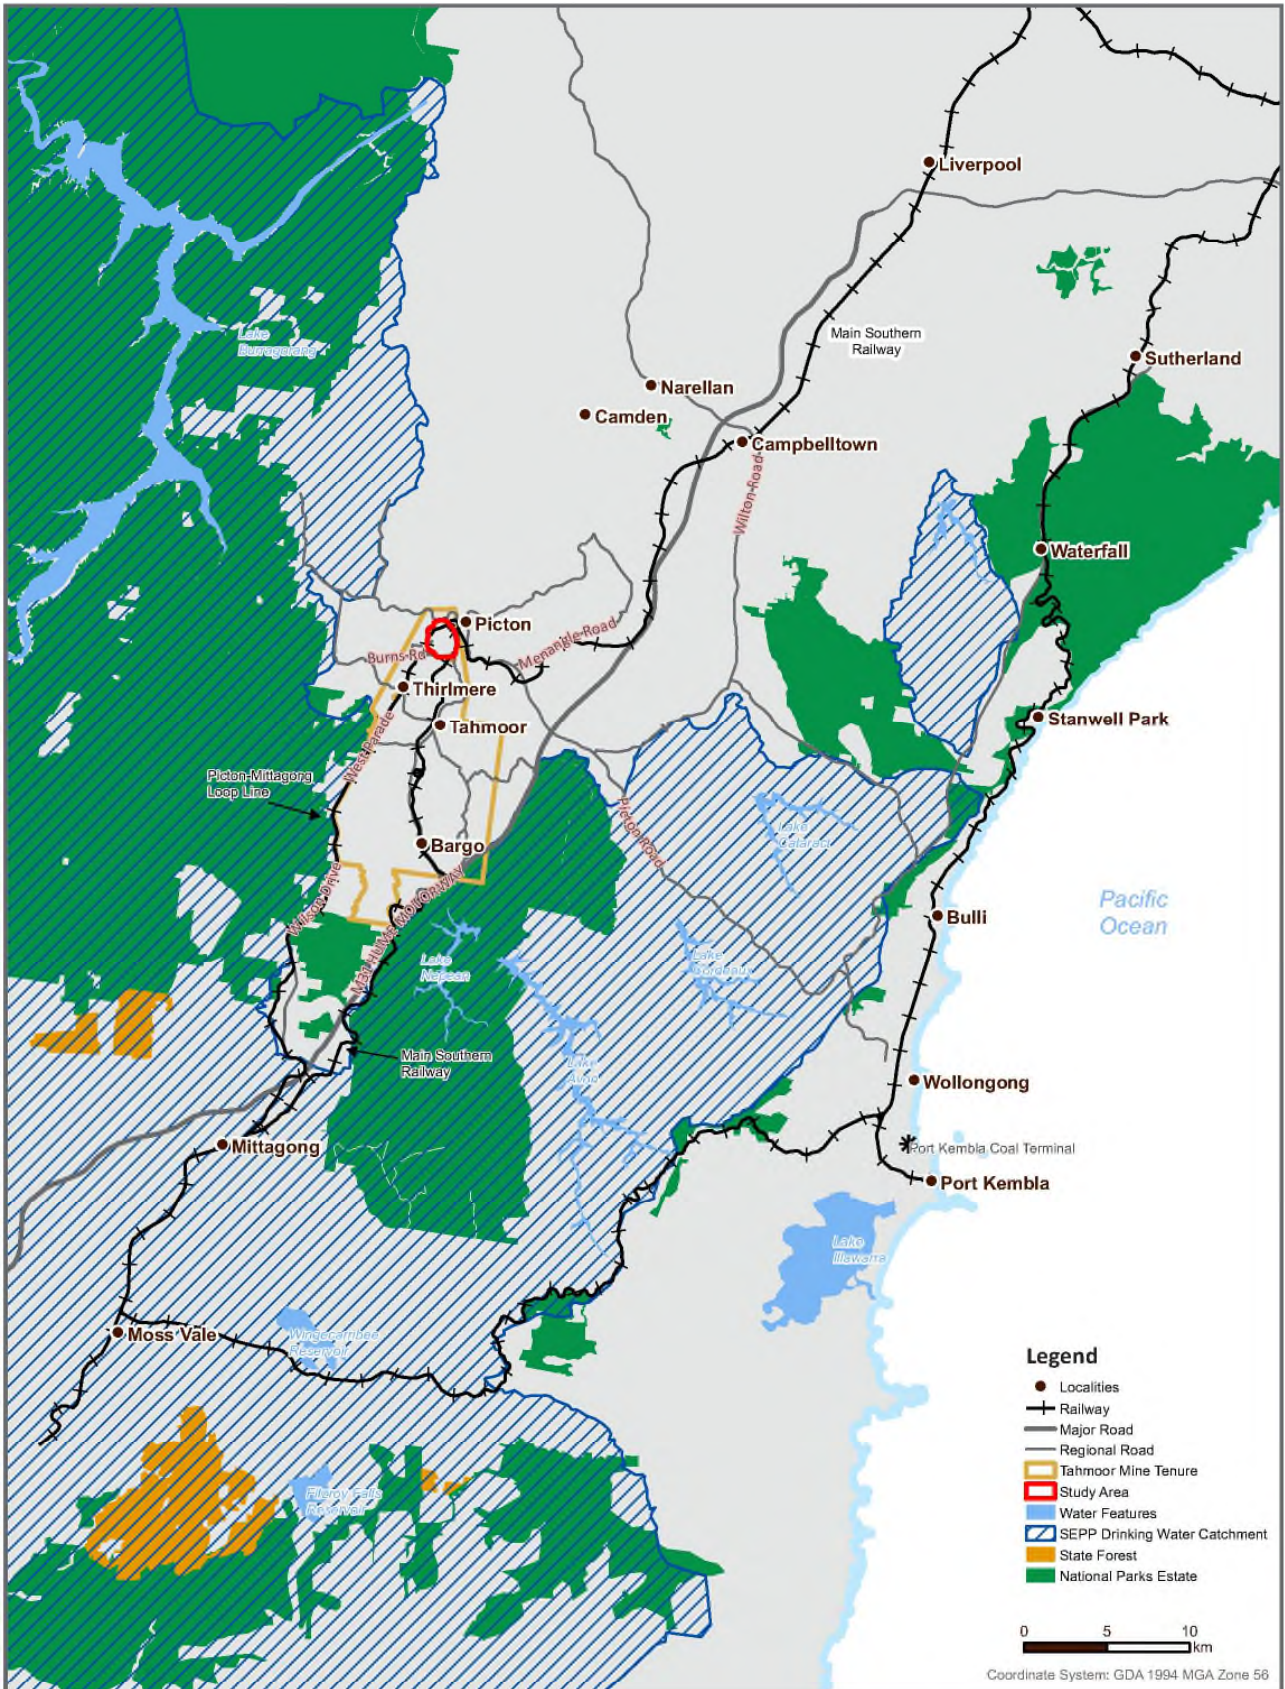 Liverpool
Main Southern
Railway
Lake
Burragorang
Sutherland
Narellan
Camden
Campbelltown
Wilton Road
Waterfall
Picton
Menangle Road
Burns Rd
Thirlmere
Stanwell Park
Tahmoor
West Parade
Picton-Mittagong
Loop Line
Picton Road
Lake
Cataract
Bargo
Wilson Drive
M31 HUME MOTORWAY
Pacific
Ocean
Bulli
Lake
Nepean
Lake
Cordeaux
Main Southern
Railway
Lake
Avon
Wollongong
Mittagong
Port Kembla Coal Terminal
Port Kembla
Lake
Illawarra
Moss Vale
Wingecarribee
Reservoir
Fitzroy Falls
Reservoir
Legend
Localities
Railway
Major Road
Regional Road
Tahmoor Mine Tenure
Study Area
Water Features
SEPP Drinking Water Catchment
State Forest
National Parks Estate
0 5 10
km
Coordinate System: GDA 1994 MGA Zone 56